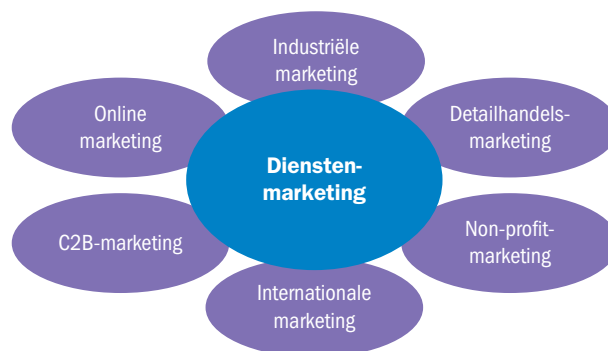 Industriële
marketing
Online
marketing
Detailhandels-
marketing
Diensten-
marketing
C2B-marketing
Non-profit-
marketing
Internationale
marketing